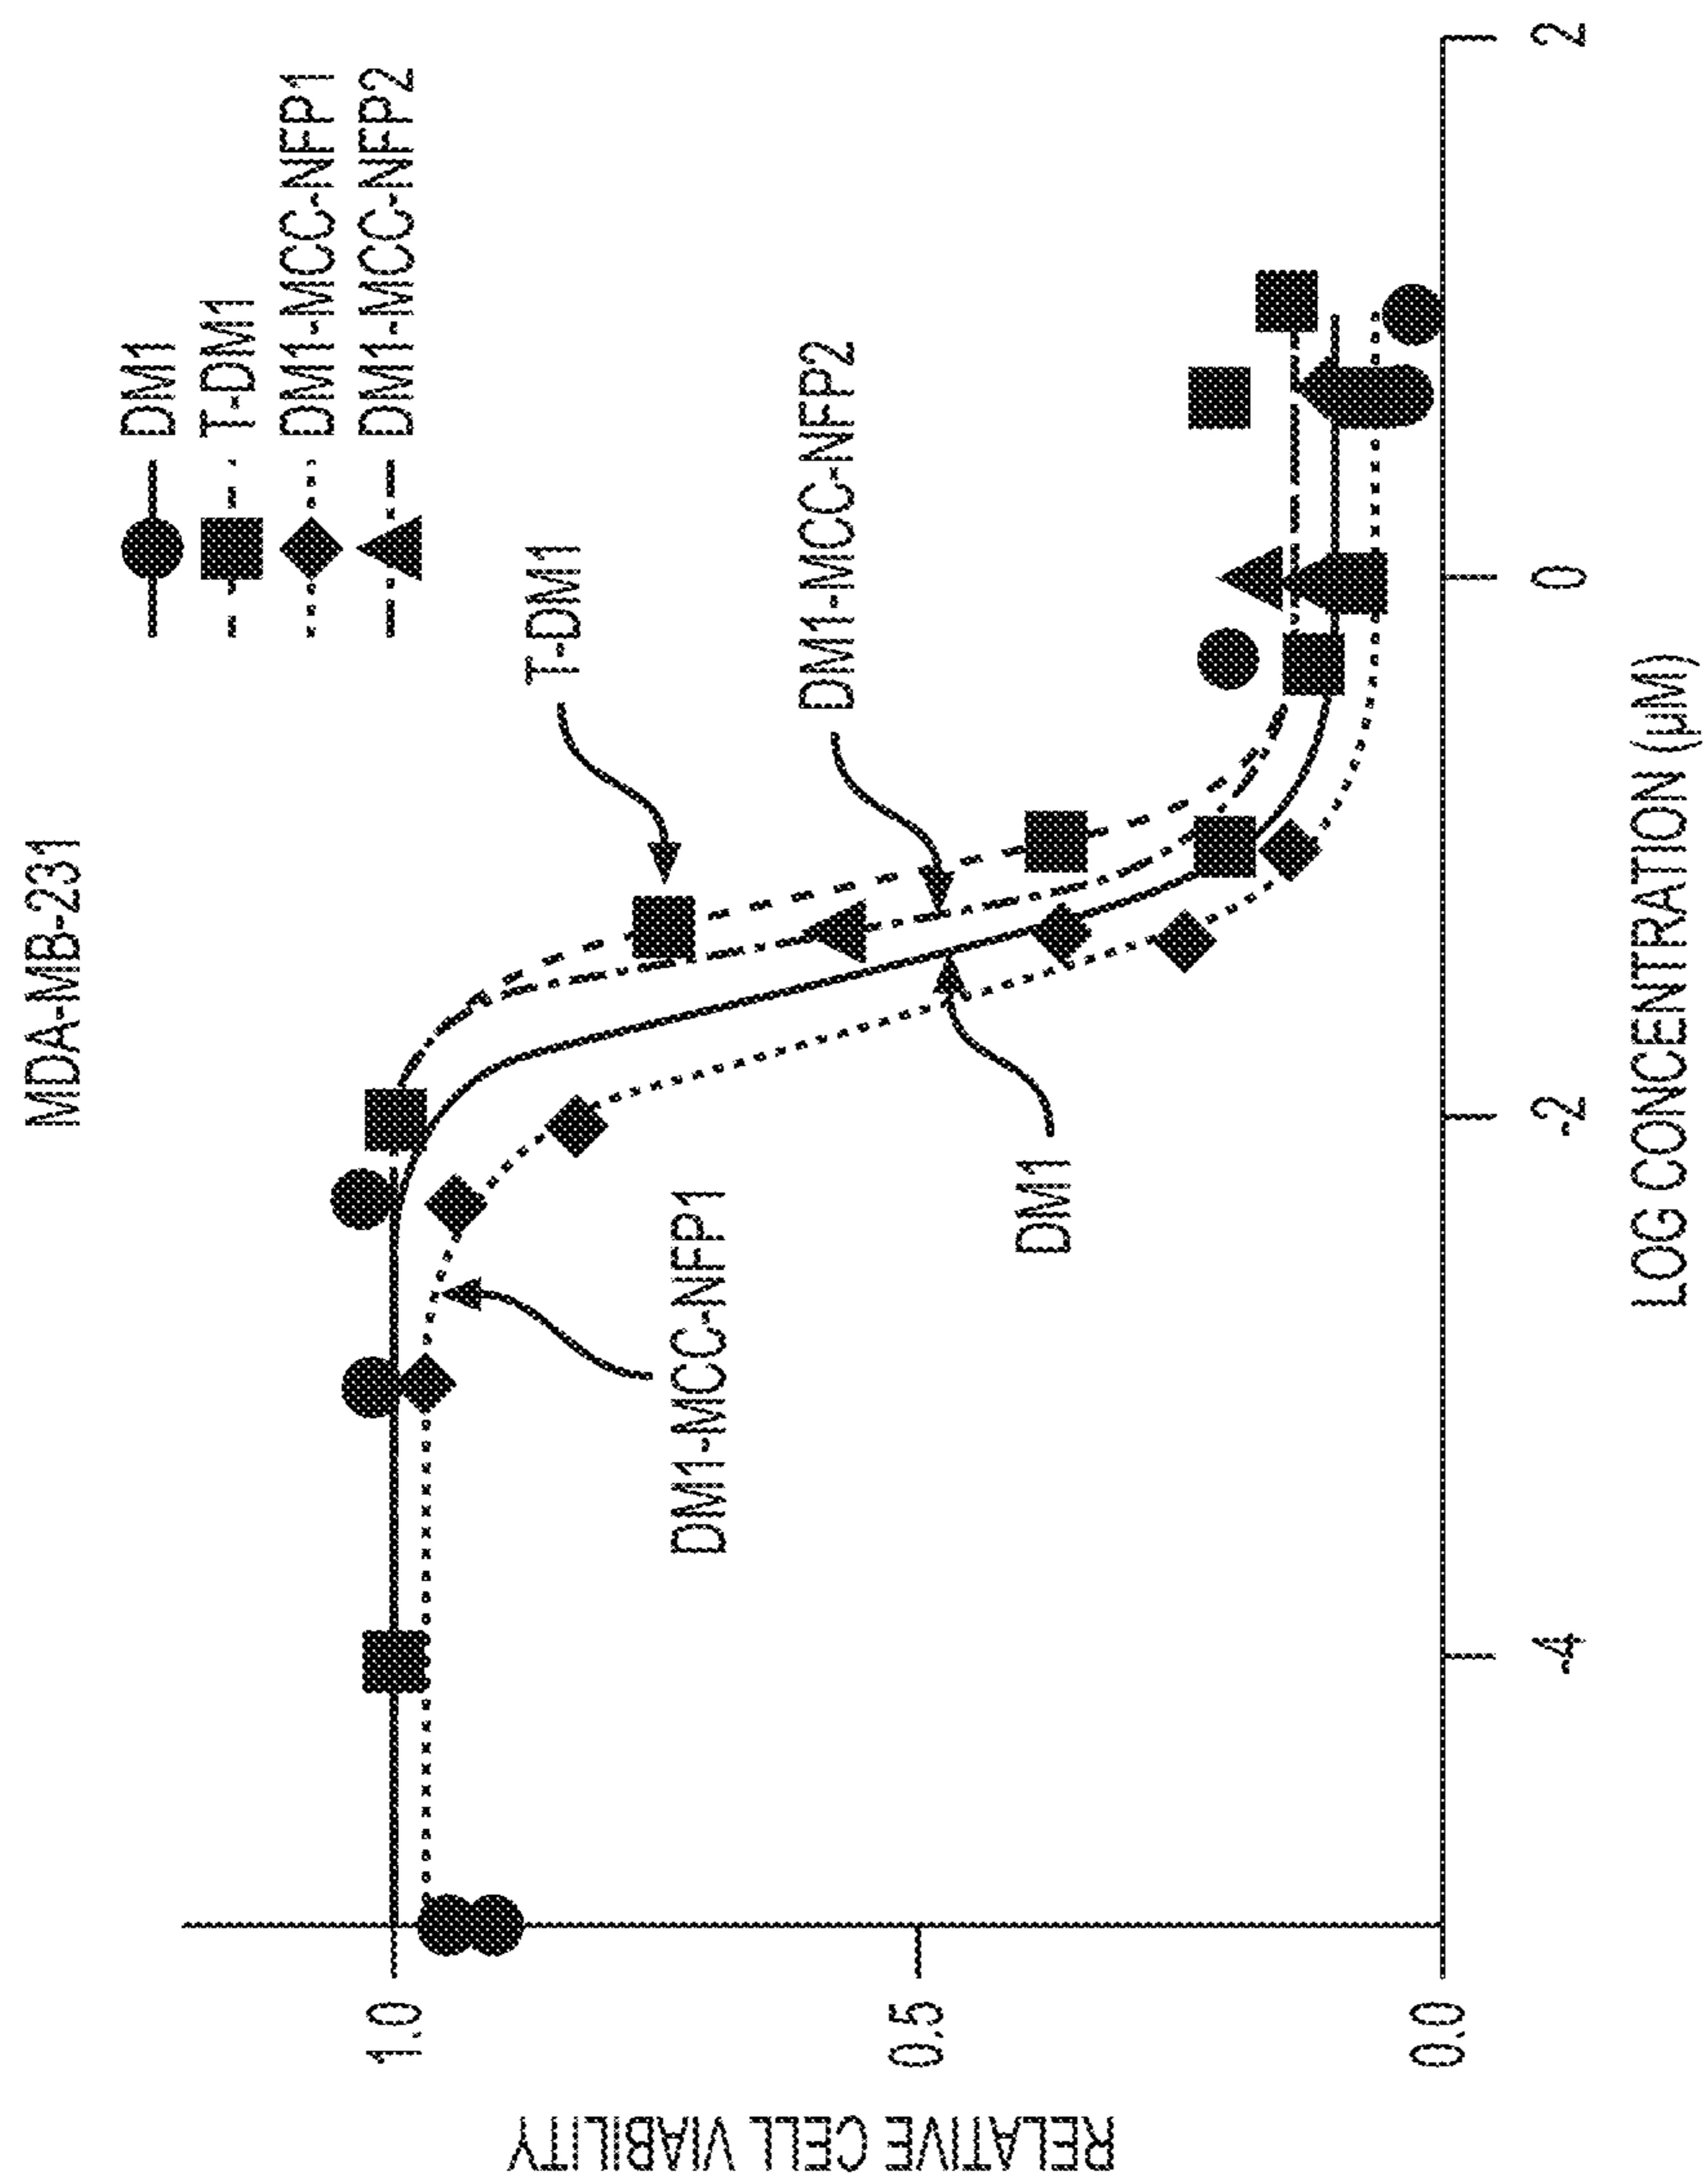 MDA-MB-231
DM1
T-DM1
DM1-MCC-NFP1
DM1-MCC-NFP2
T-DM1
DM1-MCC-NFP2
DM1-MCC-NFP1
DM1
RELATIVE CELL VIABILITY
1.0
0.5
0.0
-4
-2
0
2
LOG CONCENTRATION (µM)